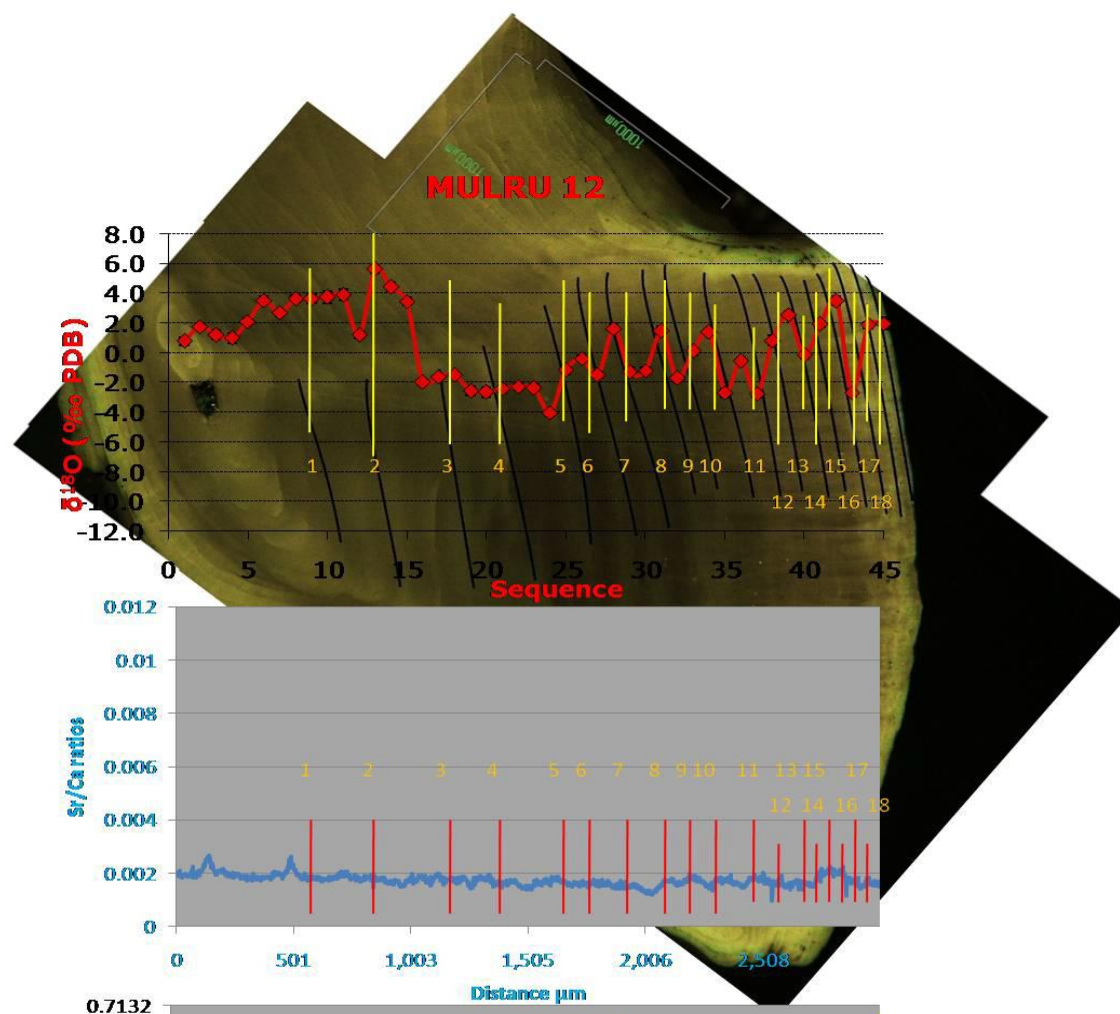 1000µm
1000µm
MULRU 12
8.0
6.0
4.0
2.0
0.0
-2.0
-4.0
-6.0
-8.0
-10.0
-12.0
δ¹⁸O (‰ PDB)
1 2 3 4 5 6 7 8 9 10 11 13 15 17
12 14 16 18
0 5 10 15 20 25 30 35 40 45
Sequence
0.012
0.01
0.008
0.006
0.004
0.002
0
Sr/Ca ratios
1 2 3 4 5 6 7 8 9 10 11 13 15 17
12 14 16 18
0 501 1,003 1,505 2,006 2,508
Distance µm
0.7132